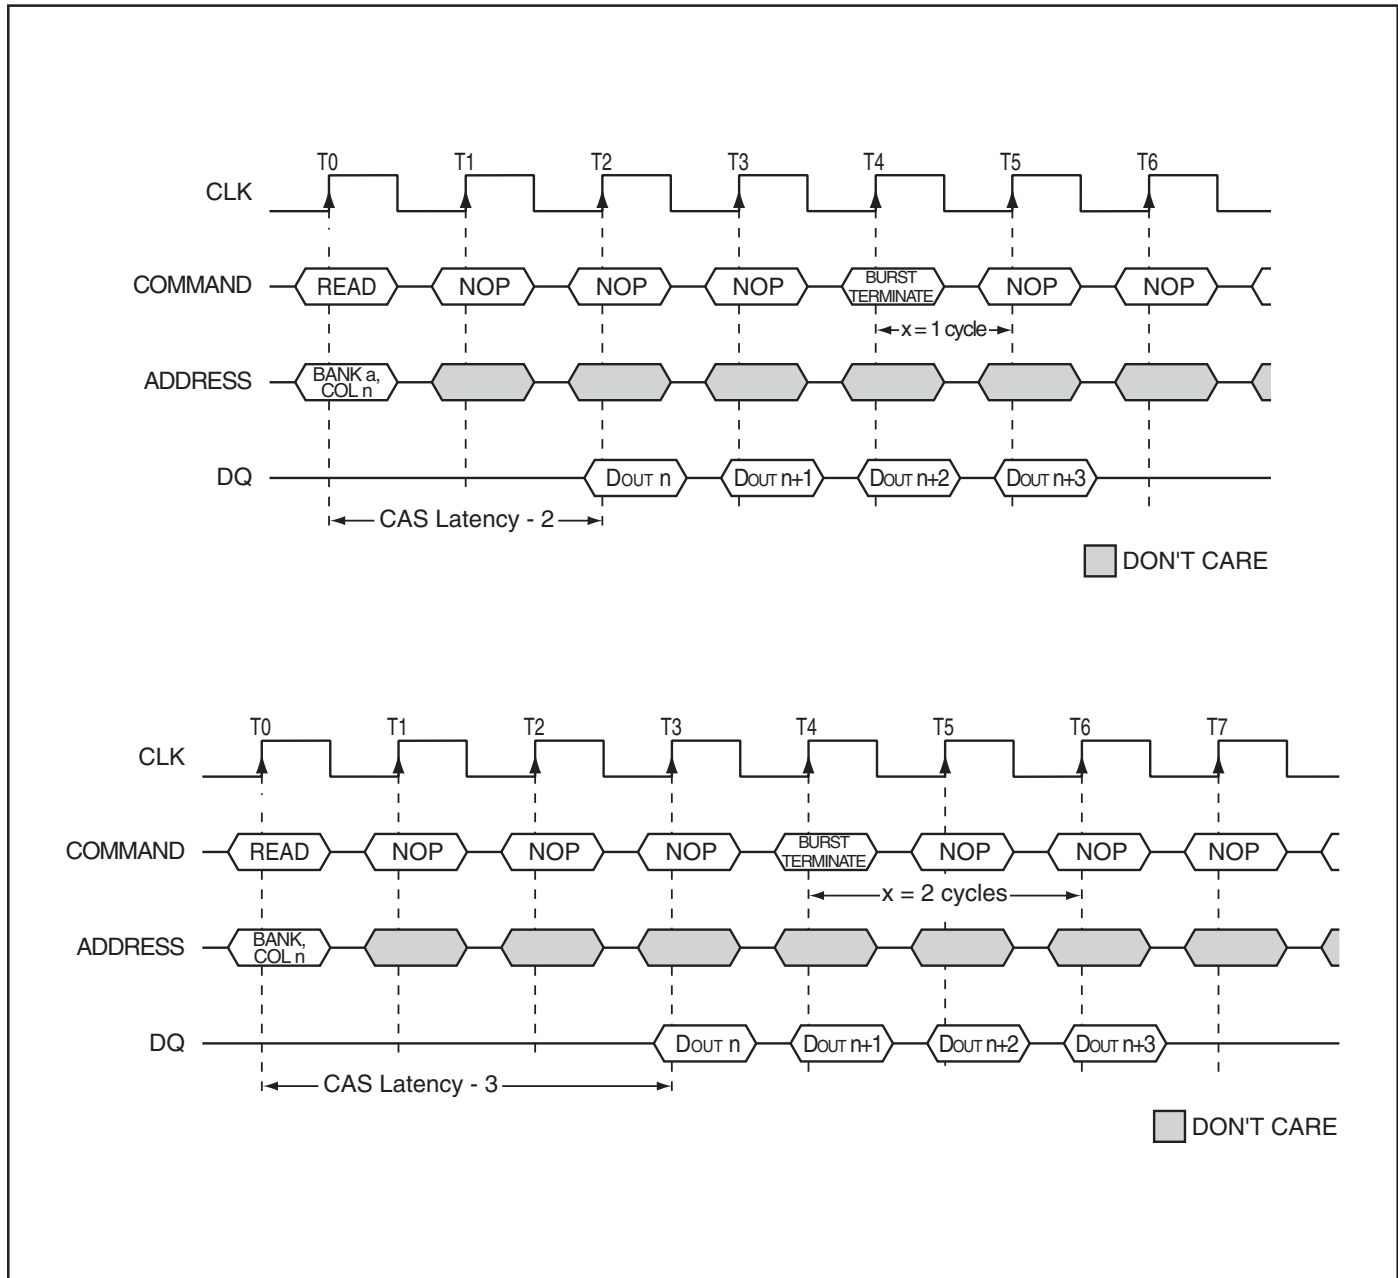 T0 T1 T2 T3 T4 T5 T6
CLK
COMMAND READ NOP NOP NOP BURST TERMINATE NOP NOP
x = 1 cycle
ADDRESS BANK a, COL n
DQ DOUT n DOUT n+1 DOUT n+2 DOUT n+3
CAS Latency - 2
DON'T CARE
T0 T1 T2 T3 T4 T5 T6 T7
CLK
COMMAND READ NOP NOP NOP BURST TERMINATE NOP NOP NOP
x = 2 cycles
ADDRESS BANK, COL n
DQ DOUT n DOUT n+1 DOUT n+2 DOUT n+3
CAS Latency - 3
DON'T CARE